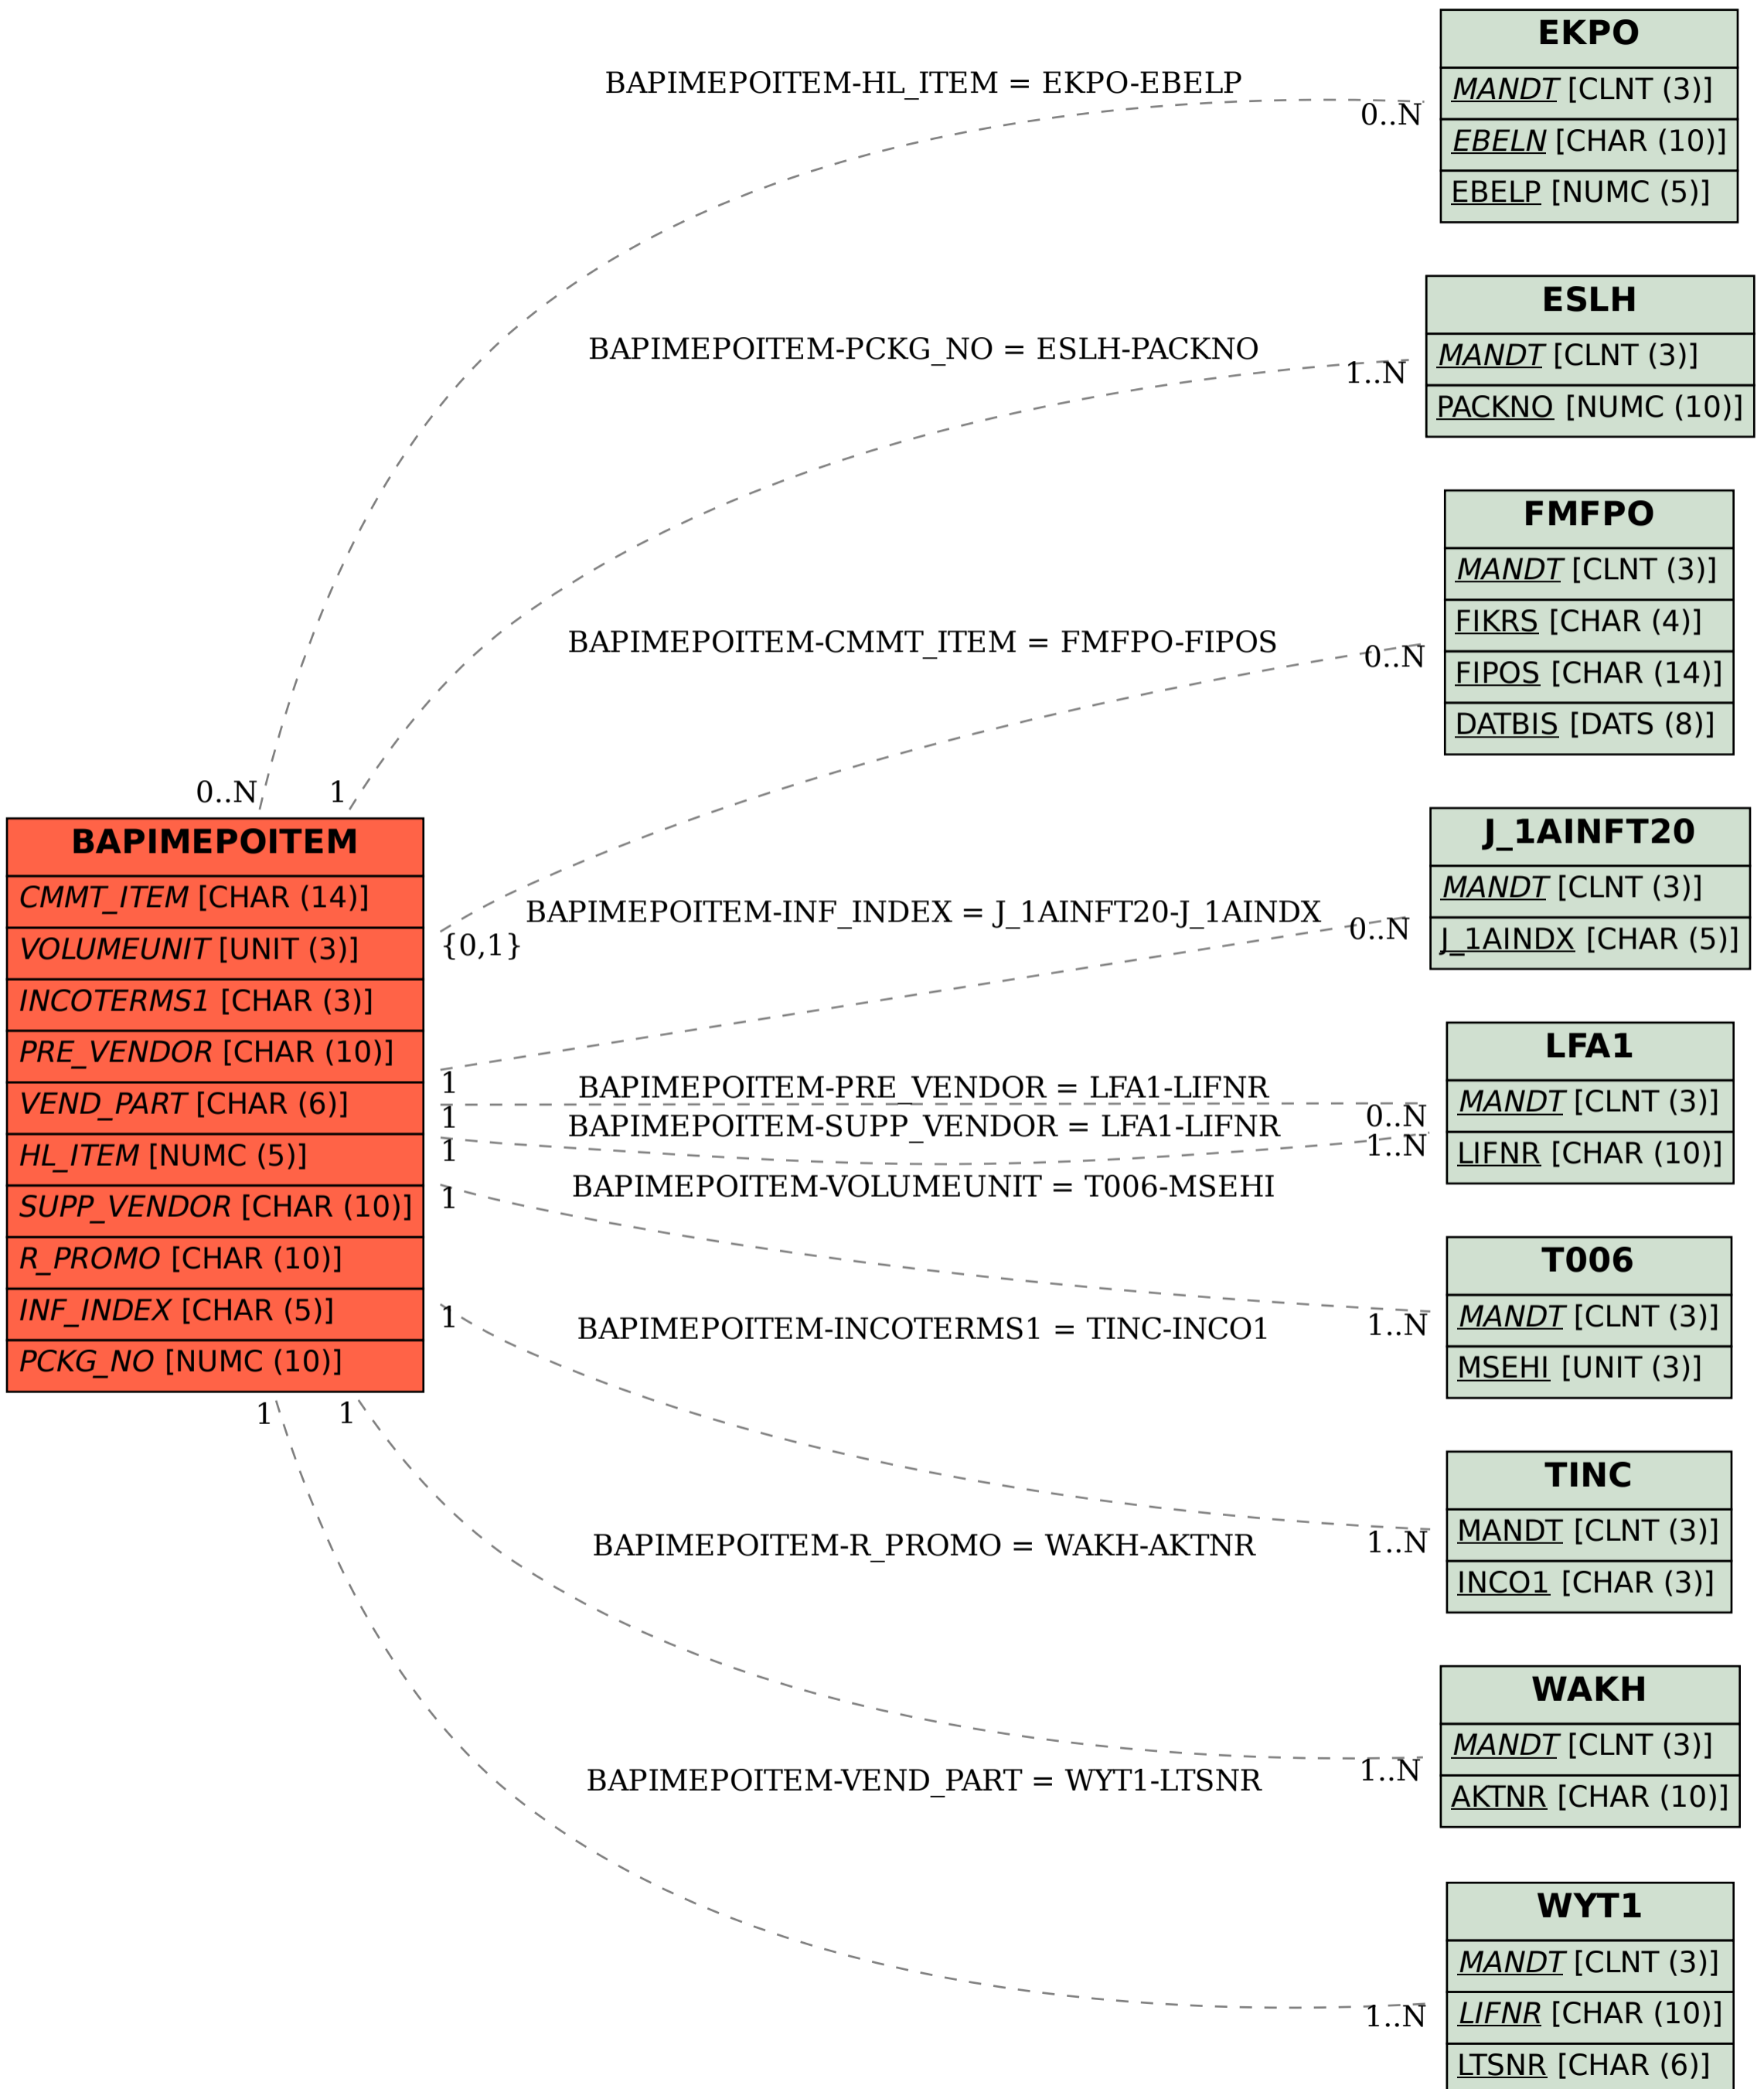 EKPO
MANDT [CLNT (3)]
EBELN [CHAR (10)]
EBELP [NUMC (5)]
BAPIMEPOITEM-HL_ITEM = EKPO-EBELP
0..N
0..N
ESLH
MANDT [CLNT (3)]
PACKNO [NUMC (10)]
BAPIMEPOITEM-PCKG_NO = ESLH-PACKNO
1..N
1
FMFPO
MANDT [CLNT (3)]
FIKRS [CHAR (4)]
FIPOS [CHAR (14)]
DATBIS [DATS (8)]
BAPIMEPOITEM-CMMT_ITEM = FMFPO-FIPOS
0..N
{0,1}
BAPIMEPOITEM
CMMT_ITEM [CHAR (14)]
VOLUMEUNIT [UNIT (3)]
INCOTERMS1 [CHAR (3)]
PRE_VENDOR [CHAR (10)]
VEND_PART [CHAR (6)]
HL_ITEM [NUMC (5)]
SUPP_VENDOR [CHAR (10)]
R_PROMO [CHAR (10)]
INF_INDEX [CHAR (5)]
PCKG_NO [NUMC (10)]
J_1AINFT20
MANDT [CLNT (3)]
J_1AINDX [CHAR (5)]
BAPIMEPOITEM-INF_INDEX = J_1AINFT20-J_1AINDX
0..N
1
LFA1
MANDT [CLNT (3)]
LIFNR [CHAR (10)]
BAPIMEPOITEM-PRE_VENDOR = LFA1-LIFNR
0..N
1
BAPIMEPOITEM-SUPP_VENDOR = LFA1-LIFNR
1..N
1
T006
MANDT [CLNT (3)]
MSEHI [UNIT (3)]
BAPIMEPOITEM-VOLUMEUNIT = T006-MSEHI
1..N
1
TINC
MANDT [CLNT (3)]
INCO1 [CHAR (3)]
BAPIMEPOITEM-INCOTERMS1 = TINC-INCO1
1..N
1
WAKH
MANDT [CLNT (3)]
AKTNR [CHAR (10)]
BAPIMEPOITEM-R_PROMO = WAKH-AKTNR
1..N
1
WYT1
MANDT [CLNT (3)]
LIFNR [CHAR (10)]
LTSNR [CHAR (6)]
BAPIMEPOITEM-VEND_PART = WYT1-LTSNR
1..N
1